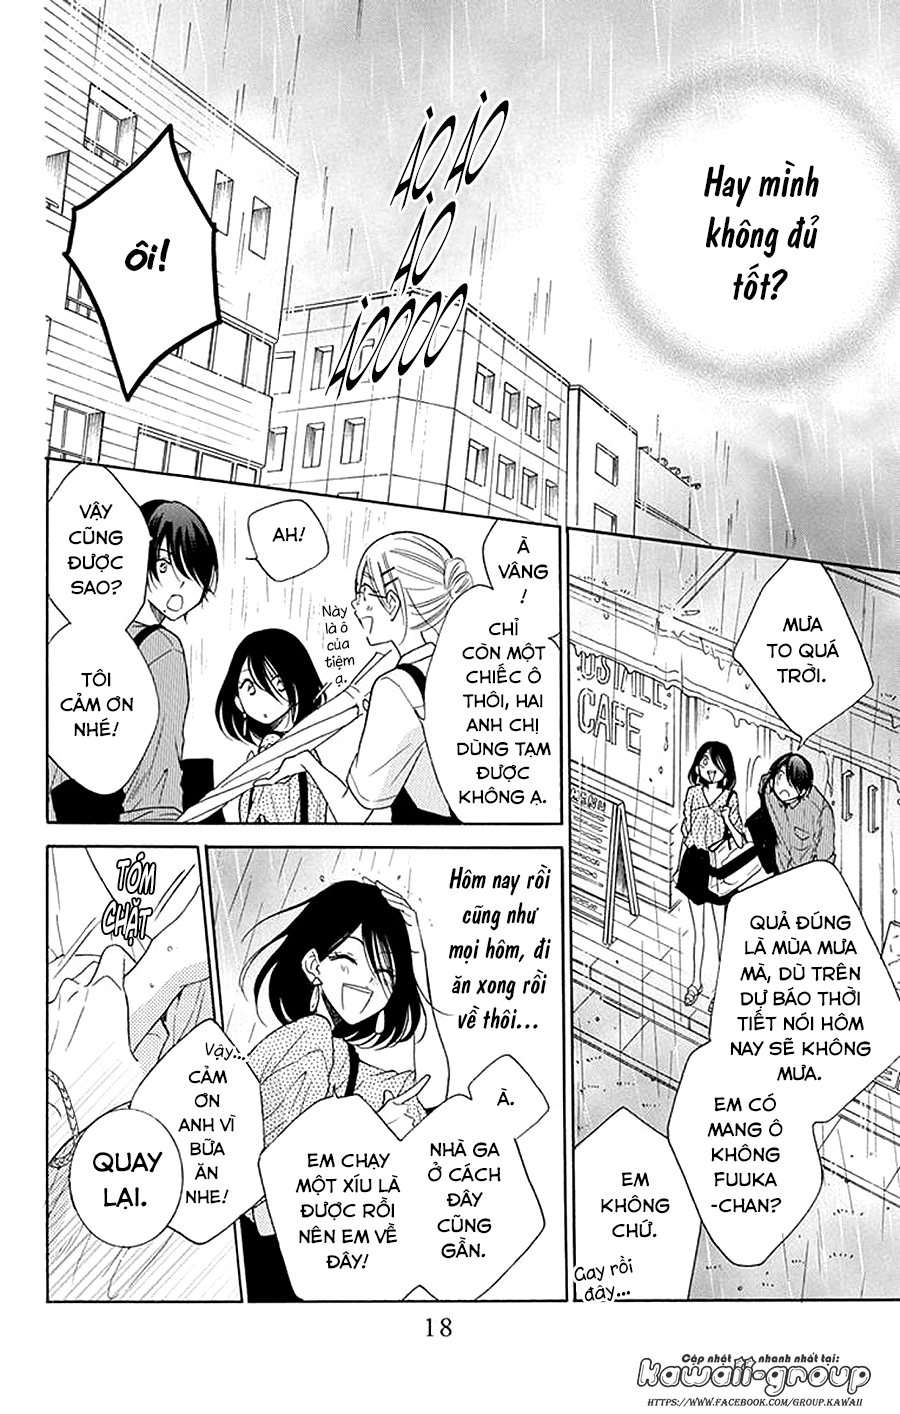 Hay mình
không đủ
tốt?
ÀO ÀO
ÀO
ÀOOOO
ôi!
MƯA
TO QUÁ
TRỜI.
CAFE
QUẢ ĐÚNG
LÀ MÙA MƯA
MÀ, DÙ TRÊN
DỰ BÁO THỜI
TIẾT NÓI HÔM
NAY SẼ KHÔNG
MƯA.
EM CÓ
MANG Ô
KHÔNG
FUUKA
-CHAN?
EM
KHÔNG
CHỨ.
Gay rồi
đây...
À
VÂNG
!
CHỈ
CÒN MỘT
CHIẾC Ô
THÔI, HAI
ANH CHỊ
DÙNG TẠM
ĐƯỢC
KHÔNG Ạ.
AH!
Này
là ô
của
tiệm
ạ.
VẬY
CŨNG
ĐƯỢC
SAO?
TÔI
CẢM ƠN
NHÉ!
Hôm nay rồi
cũng như
mọi hôm, đi
ăn xong rồi
về thôi...
À.
NHÀ GA
Ở CÁCH
ĐÂY
CŨNG
GẦN.
EM CHẠY
MỘT XÍU LÀ
ĐƯỢC RỒI
NÊN EM VỀ
ĐÂY!
Vậy...
CẢM
ƠN
ANH VÌ
BỮA
ĂN
NHE!
TÓM
CHẶT
QUAY
LẠI.
18
Cập nhật nhanh nhất tại:
kawaii-group
HTTPS://WWW.FACEBOOK.COM/GROUP.KAWAII